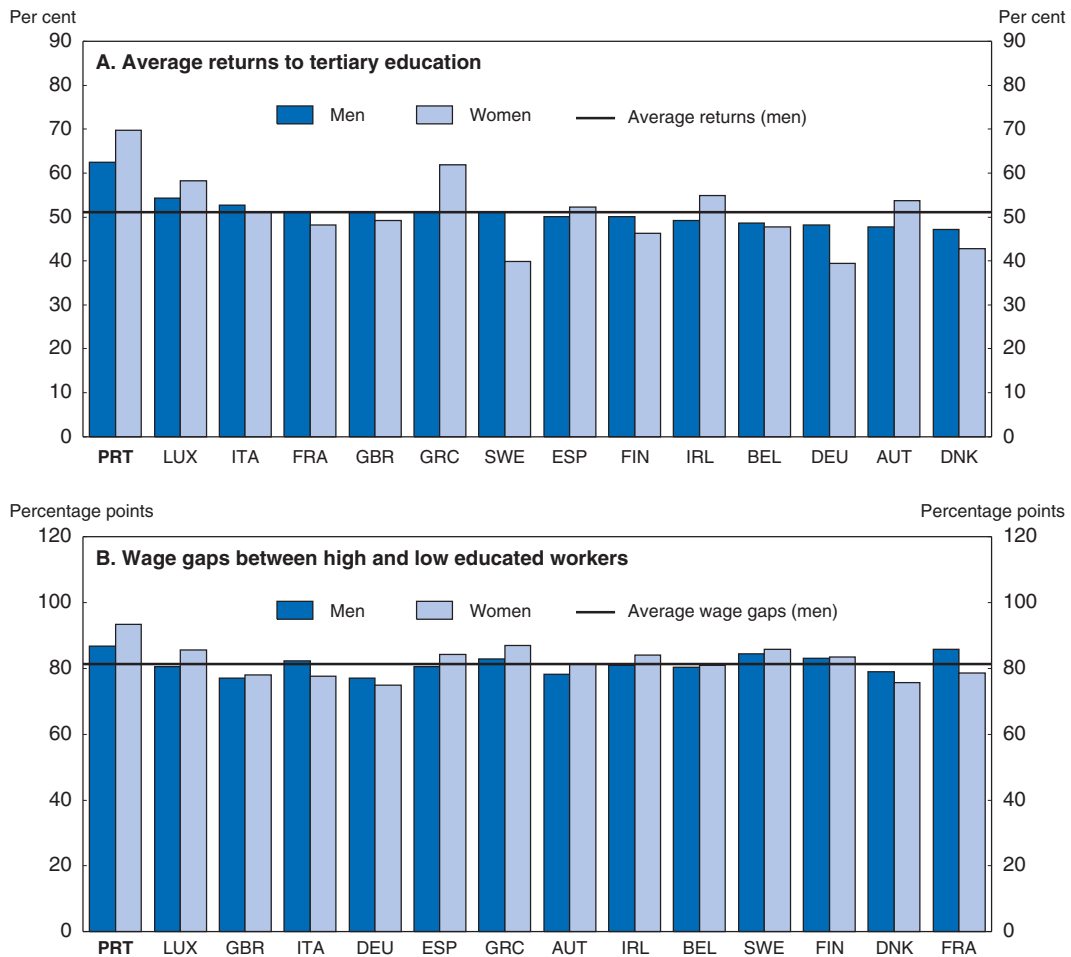 Per cent Per cent
90 90
A. Average returns to tertiary education
80 80
Men Women Average returns (men)
70 70
60 60
50 50
40 40
30 30
20 20
10 10
0 0
PRT LUX ITA FRA GBR GRC SWE ESP FIN IRL BEL DEU AUT DNK
Percentage points Percentage points
120 120
B. Wage gaps between high and low educated workers
100 100
Men Women Average wage gaps (men)
80 80
60 60
40 40
20 20
0 0
PRT LUX GBR ITA DEU ESP GRC AUT IRL BEL SWE FIN DNK FRA